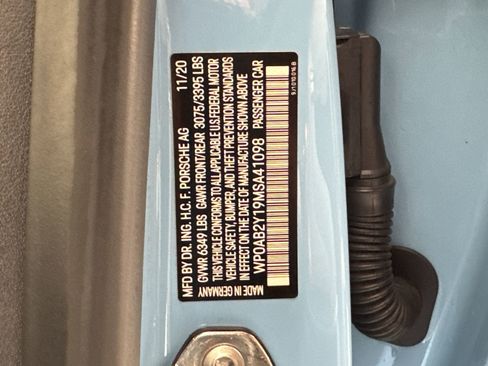 MFD BY DR. ING. H.C. F. PORSCHE AG 11/20
GVWR 6349 LBS GAWR FRONT/REAR 3075/3395 LBS
THIS VEHICLE CONFORMS TO ALL APPLICABLE U.S. FEDERAL MOTOR
VEHICLE SAFETY, BUMPER, AND THEFT PREVENTION STANDARDS
IN EFFECT ON THE DATE OF MANUFACTURE SHOWN ABOVE
WP0AB2Y19MSA41098 PASSENGER CAR
MADE IN GERMANY